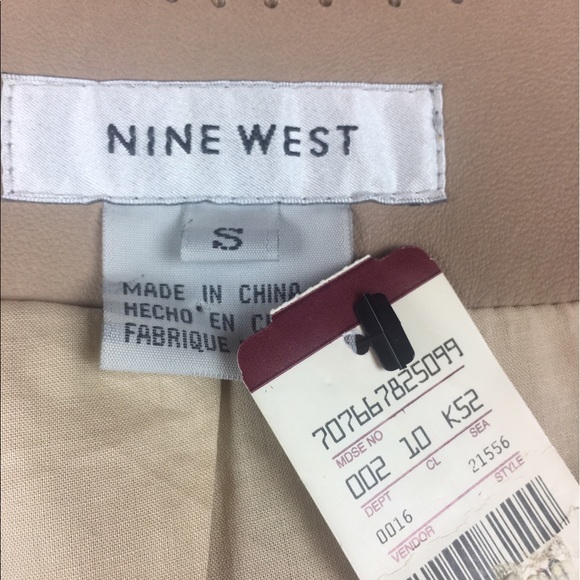 NINE WEST
S
MADE IN CHINA
HECHO EN
FABRIQUE
707667825099
MDSE NO
002 10 K52
DEPT CL SEA
0016 21556
VENDOR STYLE